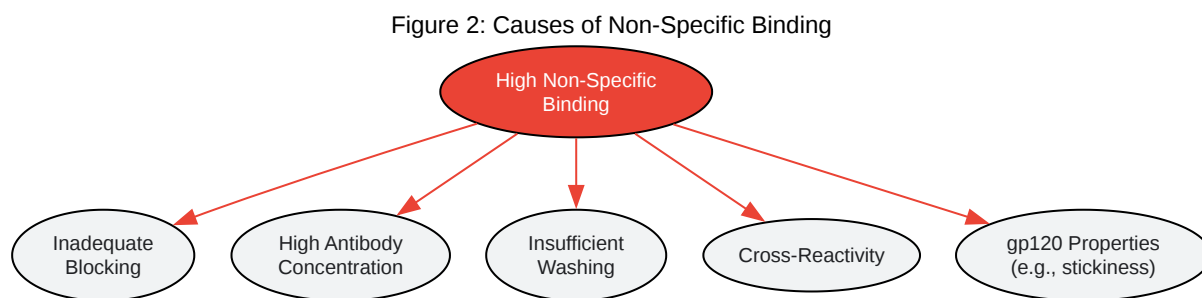 Figure 2: Causes of Non-Specific Binding
High Non-Specific
Binding
Inadequate
Blocking
High Antibody
Concentration
Insufficient
Washing
Cross-Reactivity
gp120 Properties
(e.g., stickiness)